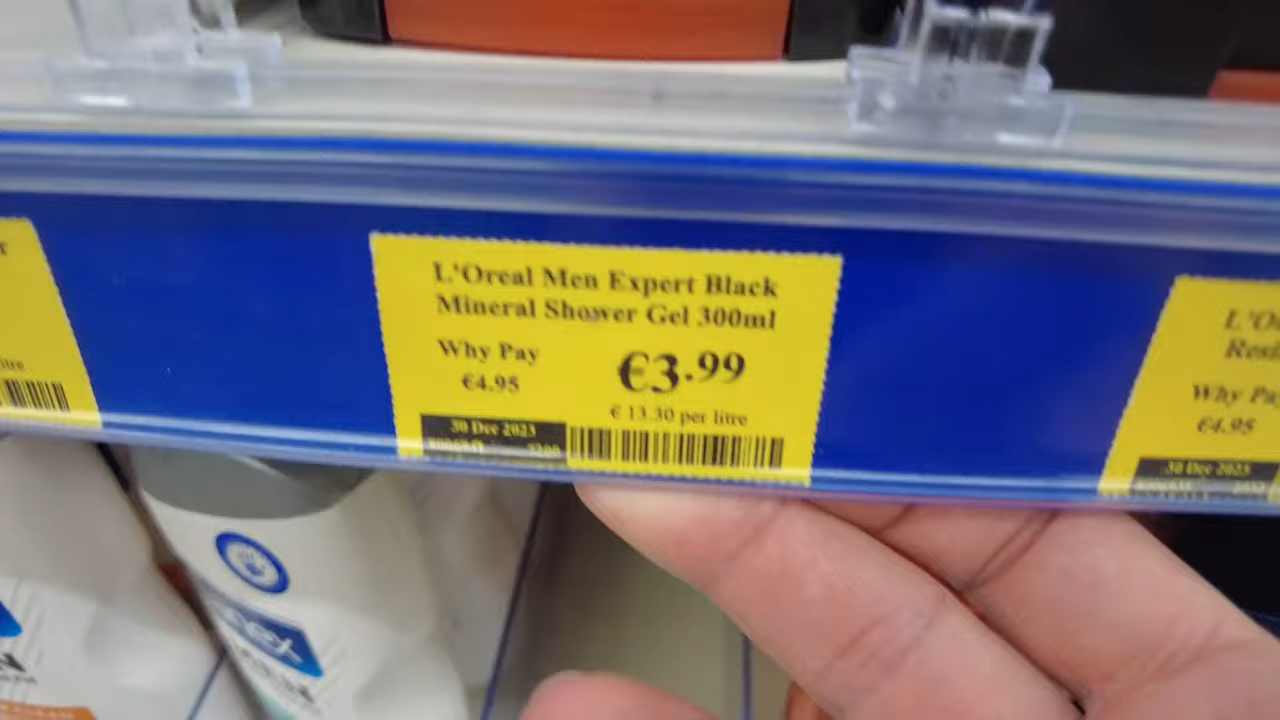 L'Oreal Men Expert Black
Mineral Shower Gel 300ml
Why Pay
€4.95
€3.99
€ 13.30 per litre
30 Dec 2023
L'O
Why Pa
€4.95
30 Dec 2023